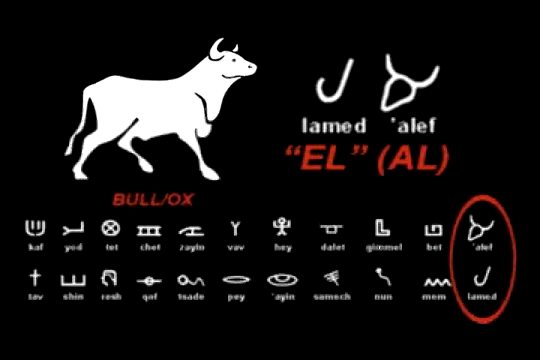 lamed 'alef
"EL" (AL)
BULL/OX
kaf yod tet chet zayin vav hey dalet gimmel bet 'alef
tav shin resh qof tsade pey 'ayin samech nun mem lamed